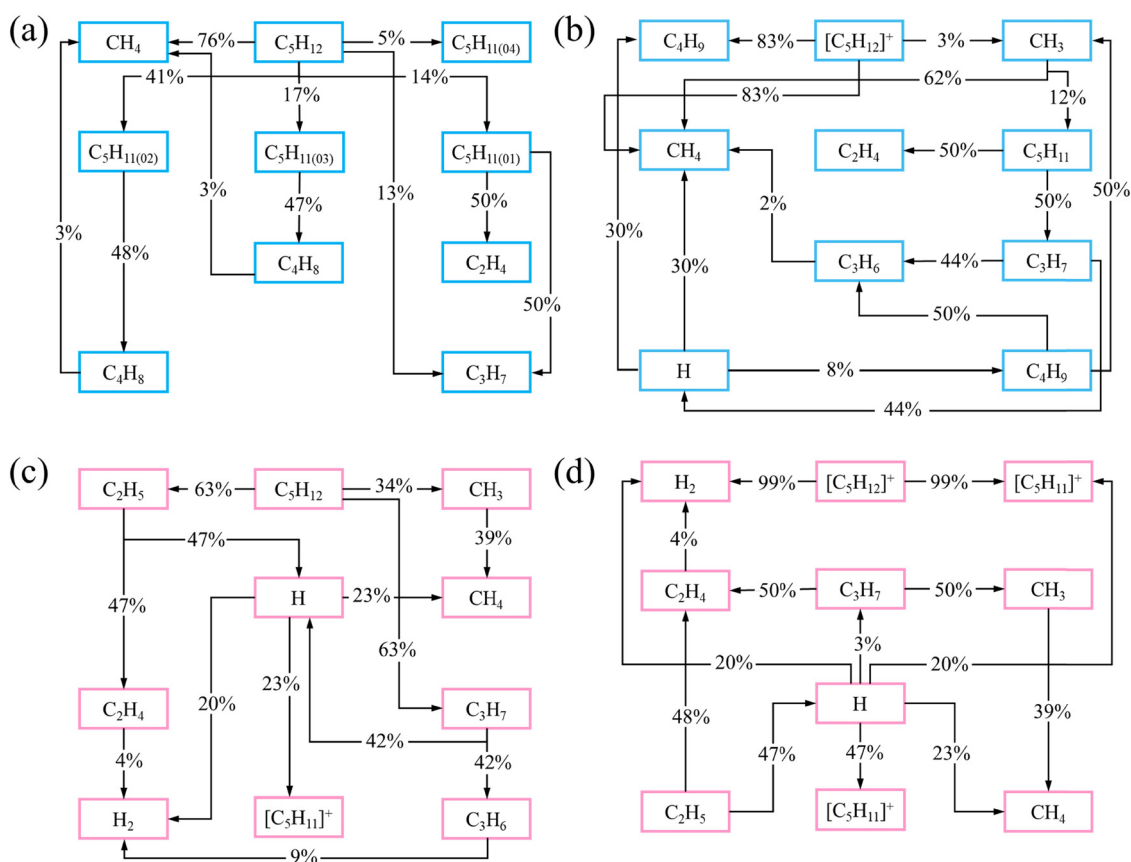 (a)
CH₄ 76% C₅H₁₂ 5% C₅H₁₁₍₀₄₎
41% 17% 14%
C₅H₁₁₍₀₂₎ C₅H₁₁₍₀₃₎ C₅H₁₁₍₀₁₎
3% 48% 3% 47% 13% 50%
C₄H₈ C₂H₄
50%
C₄H₈ C₃H₇
(b)
C₄H₉ 83% [C₅H₁₂]⁺ 3% CH₃
62%
83% 12%
CH₄ C₂H₄ 50% C₅H₁₁
50%
2% 50%
30% 30%
C₃H₆ 44% C₃H₇
50%
H 8% C₄H₉
44%
(c)
C₂H₅ 63% C₅H₁₂ 34% CH₃
47% 39%
H 23% CH₄
47%
63%
20% 23%
C₂H₄ C₃H₇
4% 42% 42%
H₂ [C₅H₁₁]⁺ C₃H₆
9%
(d)
H₂ 99% [C₅H₁₂]⁺ 99% [C₅H₁₁]⁺
4%
C₂H₄ 50% C₃H₇ 50% CH₃
3%
20% 20%
H
48% 39%
47% 47% 23%
C₂H₅ [C₅H₁₁]⁺ CH₄